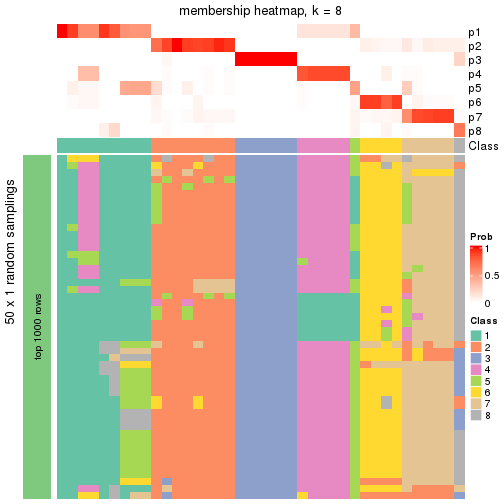 membership heatmap, k = 8
p1
p2
p3
p4
p5
p6
p7
p8
Class
50 x 1 random samplings
top 1000 rows
Prob
1
0.5
0
Class
1
2
3
4
5
6
7
8